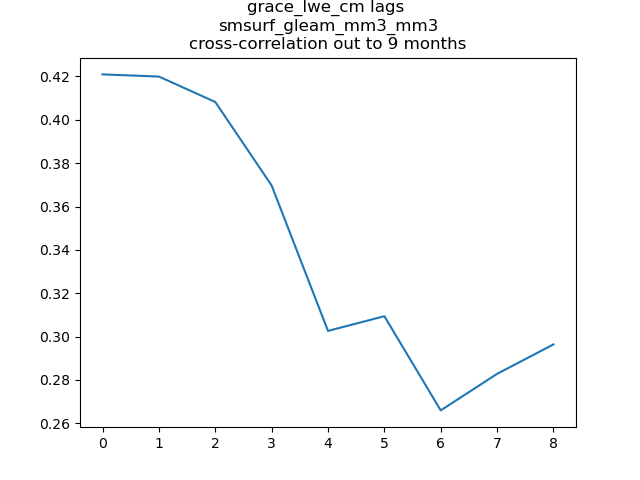 grace_lwe_cm lags
smsurf_gleam_mm3_mm3
cross-correlation out to 9 months
0.42
0.40
0.38
0.36
0.34
0.32
0.30
0.28
0.26
0 1 2 3 4 5 6 7 8